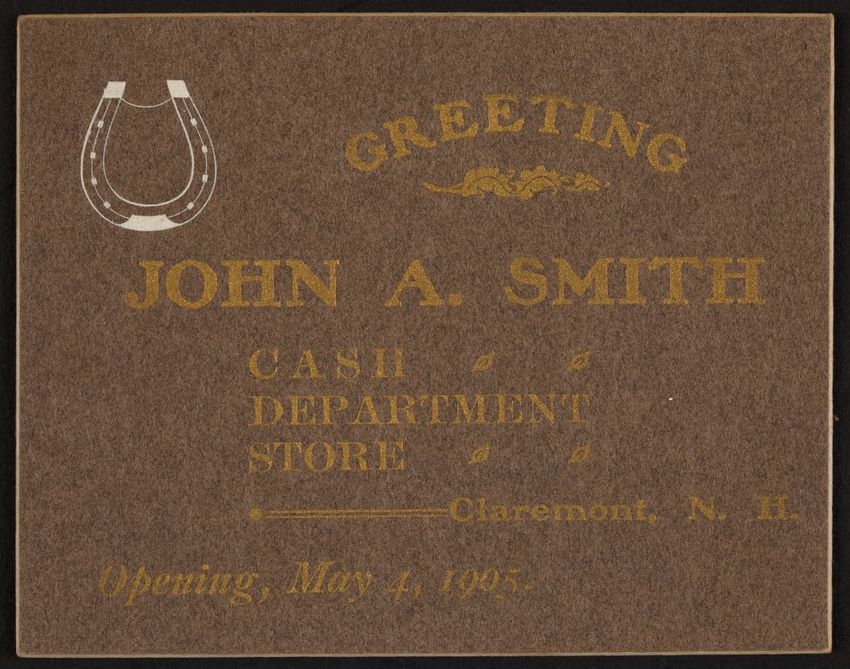 GREETING
JOHN A. SMITH
CASH
DEPARTMENT
STORE
Claremont, N. H.
Opening, May 4, 1905.